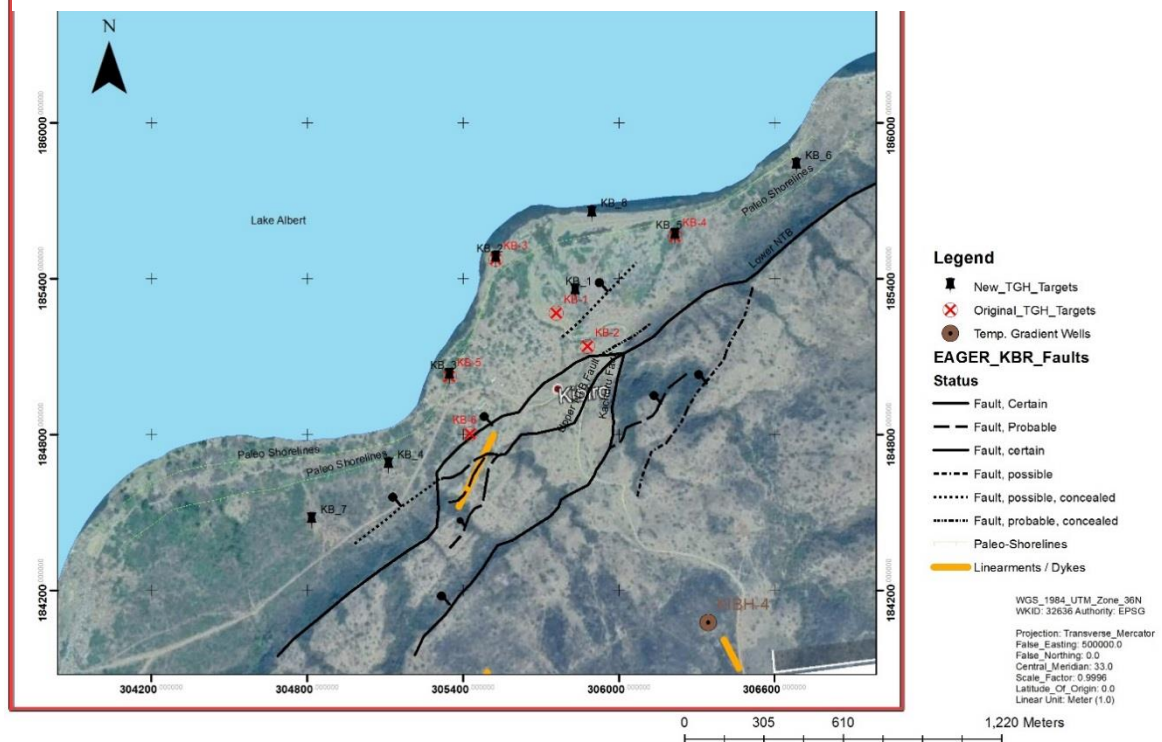 N
186000
185400
184800
184200
186000
185400
184800
184200
304200
304800
305400
306000
306600
Lake Albert
KB_6
Paleo Shorelines
KB_8
KB_5
KB-4
KB_2
KB-3
Lower NTB
KB_1
KB-1
KB-2
KB_3
KB-5
Upper NTB Fault
KB-6
Paleo Shorelines
Paleo Shorelines
KB_4
KB_7
Legend
New_TGH_Targets
Original_TGH_Targets
Temp. Gradient Wells
EAGER_KBR_Faults
Status
Fault, Certain
Fault, Probable
Fault, certain
Fault, possible
Fault, possible, concealed
Fault, probable, concealed
Paleo-Shorelines
Linearments / Dykes
WGS_1984_UTM_Zone_36N
WKID: 32636 Authority: EPSG
Projection: Transverse_Mercator
False_Easting: 500000.0
False_Northing: 0.0
Central_Meridian: 33.0
Scale_Factor: 0.9996
Latitude_Of_Origin: 0.0
Linear Unit: Meter (1.0)
0 305 610 1,220 Meters